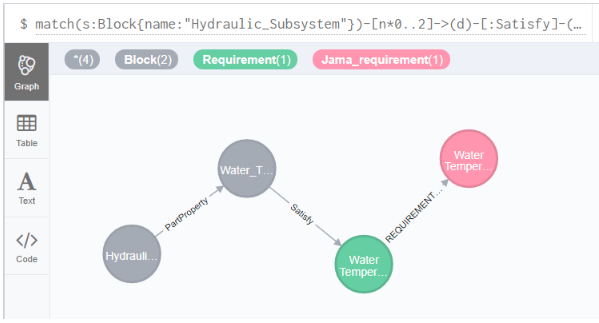 $ match(s:Block{name:"Hydraulic_Subsystem"})-[n*0..2]->(d)-[:Satisfy]-(…
*(4) Block(2) Requirement(1) Jama_requirement(1)
Graph
Table
A
Text
</>
Code
Water
Temper…
Water_T…
REQUIREMENT…
PartProperty
Satisfy
Hydrauli…
Water
Temper…